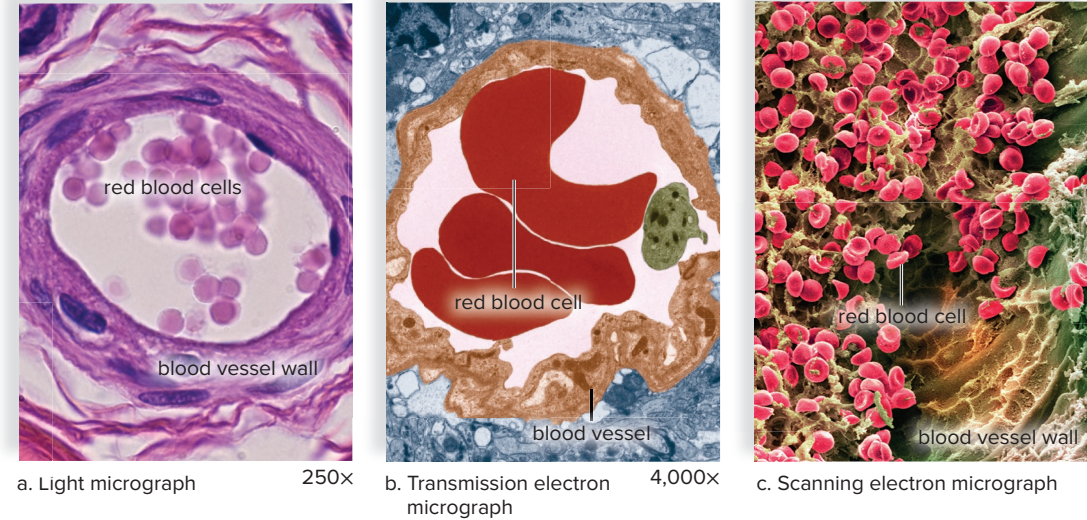 red blood cells
blood vessel wall
a. Light micrograph 250×
red blood cell
blood vessel
b. Transmission electron micrograph 4,000×
red blood cell
blood vessel wall
c. Scanning electron micrograph